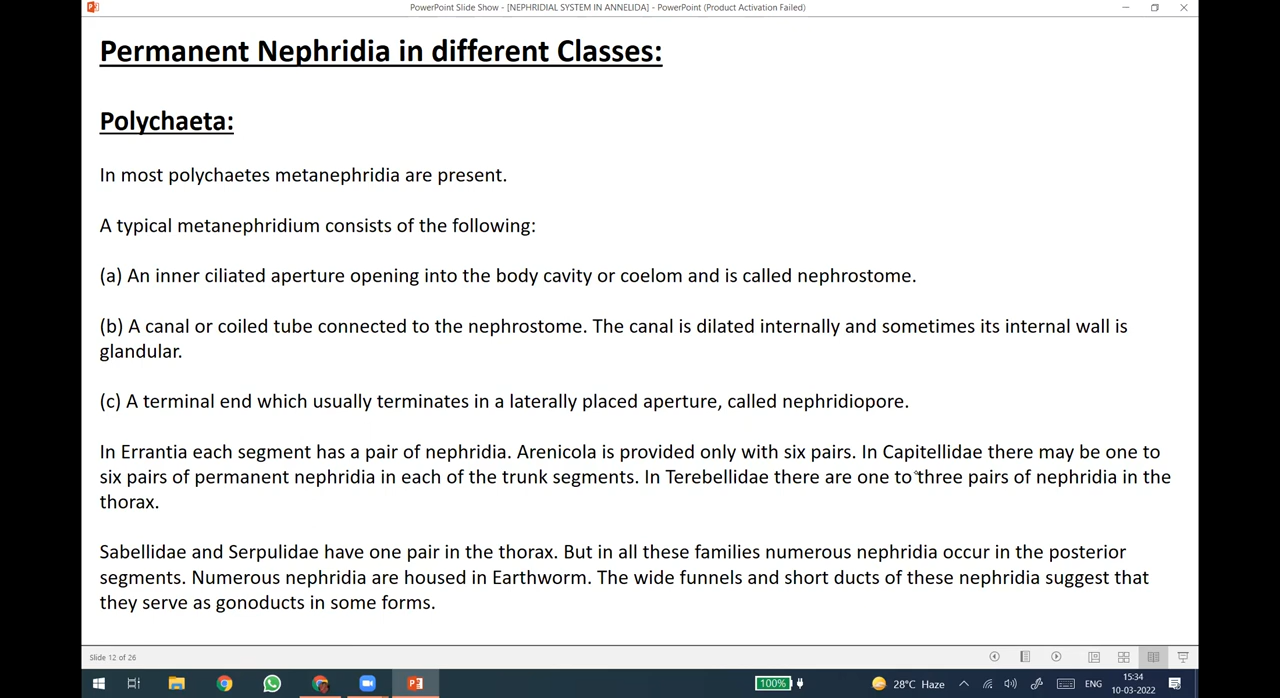 PowerPoint Slide Show - [NEPHRIDIAL SYSTEM IN ANNELIDA] - PowerPoint (Product Activation Failed)
Permanent Nephridia in different Classes:
Polychaeta:
In most polychaetes metanephridia are present.
A typical metanephridium consists of the following:
(a) An inner ciliated aperture opening into the body cavity or coelom and is called nephrostome.
(b) A canal or coiled tube connected to the nephrostome. The canal is dilated internally and sometimes its internal wall is
glandular.
(c) A terminal end which usually terminates in a laterally placed aperture, called nephridiopore.
In Errantia each segment has a pair of nephridia. Arenicola is provided only with six pairs. In Capitellidae there may be one to
six pairs of permanent nephridia in each of the trunk segments. In Terebellidae there are one to three pairs of nephridia in the
thorax.
Sabellidae and Serpulidae have one pair in the thorax. But in all these families numerous nephridia occur in the posterior
segments. Numerous nephridia are housed in Earthworm. The wide funnels and short ducts of these nephridia suggest that
they serve as gonoducts in some forms.
Slide 12 of 26
100%
28°C Haze
ENG
15:34
10-03-2022